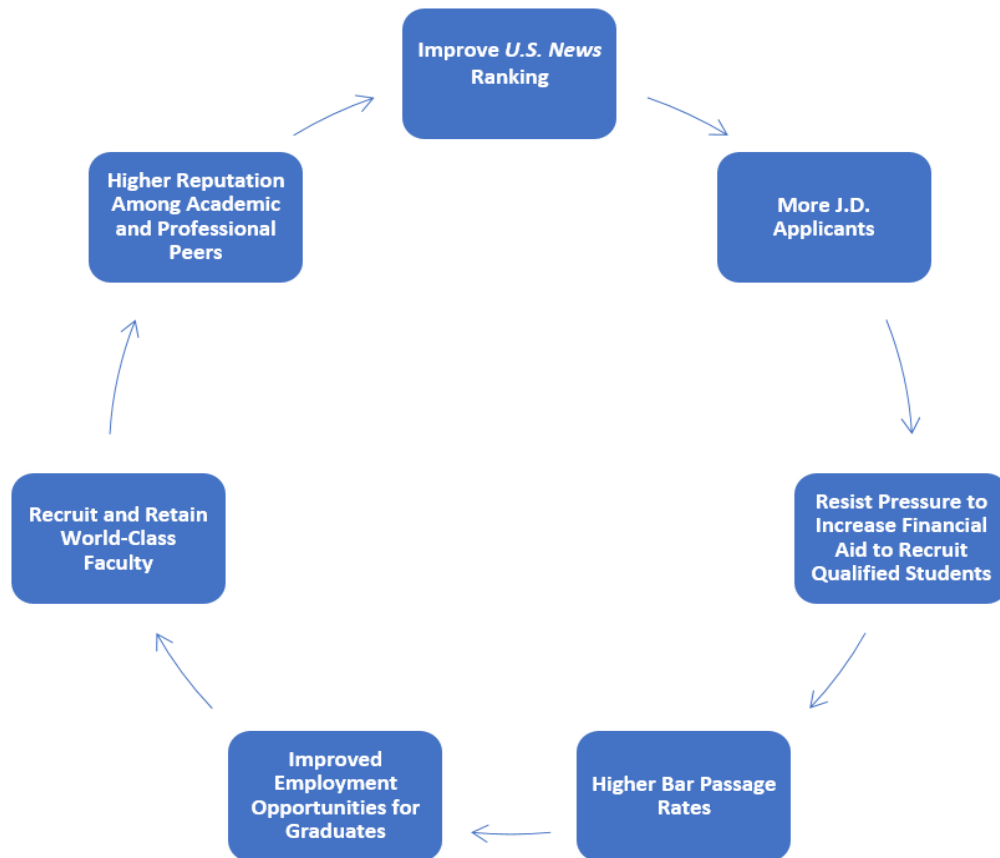 Improve U.S. News
Ranking
More J.D.
Applicants
Resist Pressure to
Increase Financial
Aid to Recruit
Qualified Students
Higher Bar Passage
Rates
Improved
Employment
Opportunities for
Graduates
Recruit and Retain
World-Class
Faculty
Higher Reputation
Among Academic
and Professional
Peers